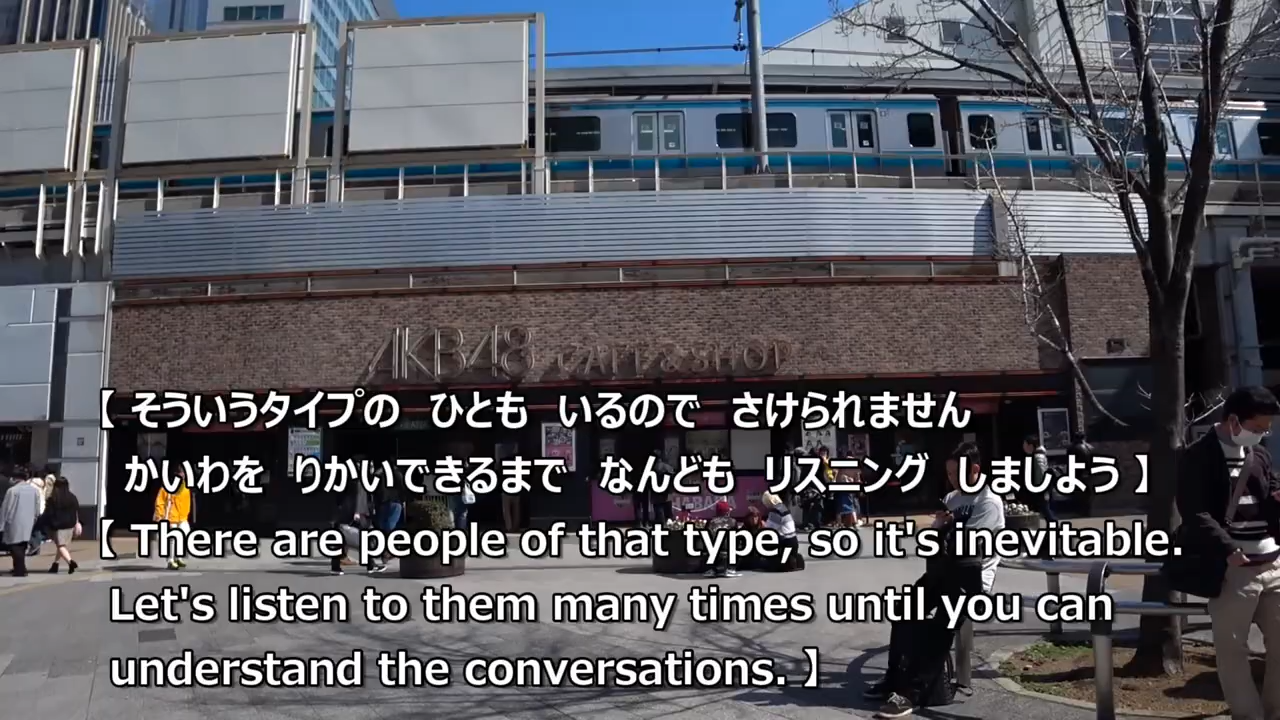 AKB48 CAFE & SHOP
【 そういうタイプの ひとも いるので さけられません
かいわを りかいできるまで なんども リスニング しましよう 】
【 There are people of that type, so it's inevitable.
Let's listen to them many times until you can
understand the conversations. 】